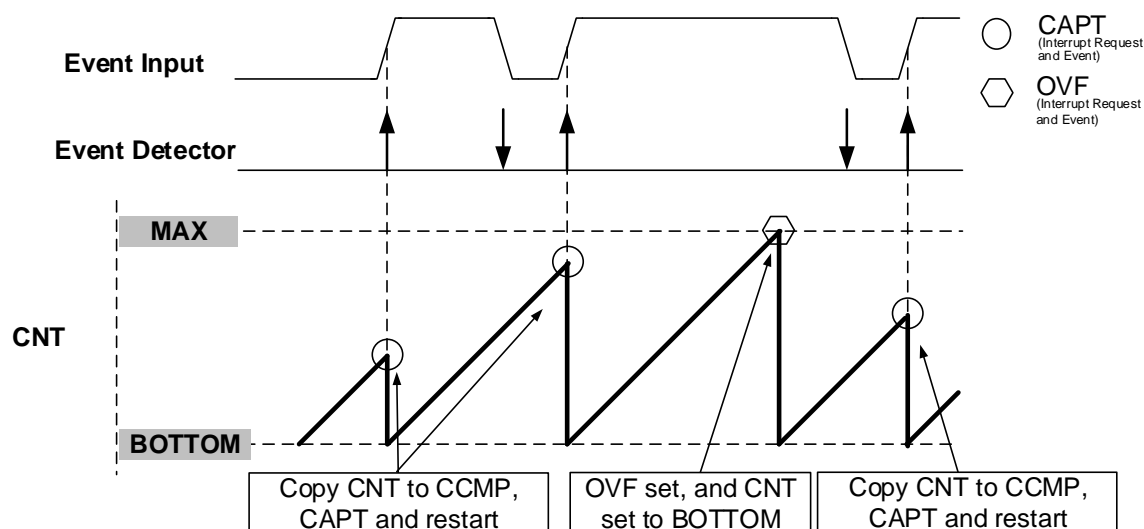 CAPT
(Interrupt Request
and Event)
Event Input
OVF
(Interrupt Request
and Event)
Event Detector
MAX
CNT
BOTTOM
Copy CNT to CCMP,
CAPT and restart
OVF set, and CNT
set to BOTTOM
Copy CNT to CCMP,
CAPT and restart